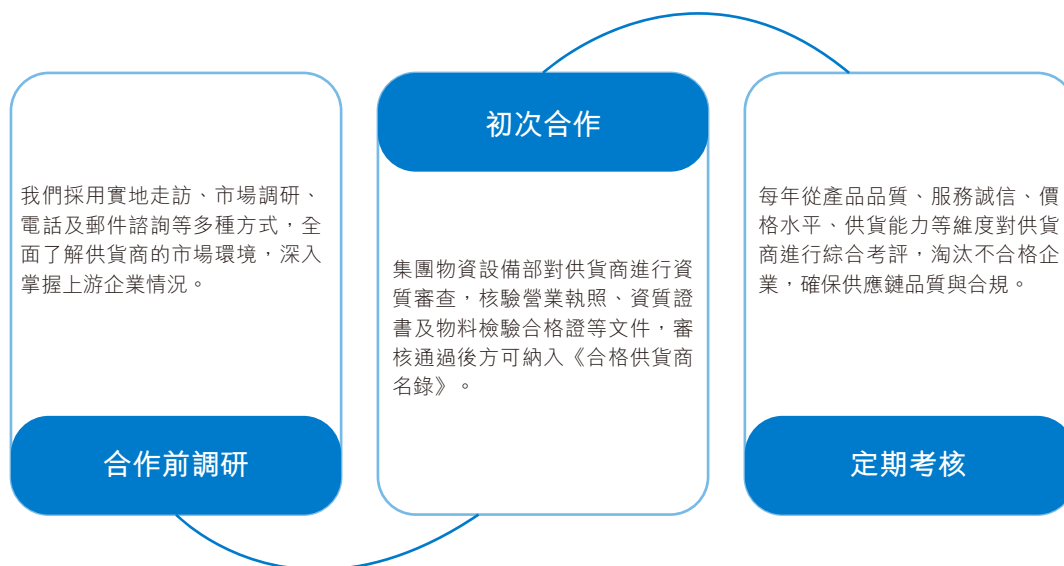 我們採用實地走訪、市場調研、
電話及郵件諮詢等多種方式，全
面了解供貨商的市場環境，深入
掌握上游企業情況。
合作前調研
初次合作
集團物資設備部對供貨商進行資
質審查，核驗營業執照、資質證
書及物料檢驗合格證等文件，審
核通過後方可納入《合格供貨商
名錄》。
每年從產品品質、服務誠信、價
格水平、供貨能力等維度對供貨
商進行綜合考評，淘汰不合格企
業，確保供應鏈品質與合規。
定期考核